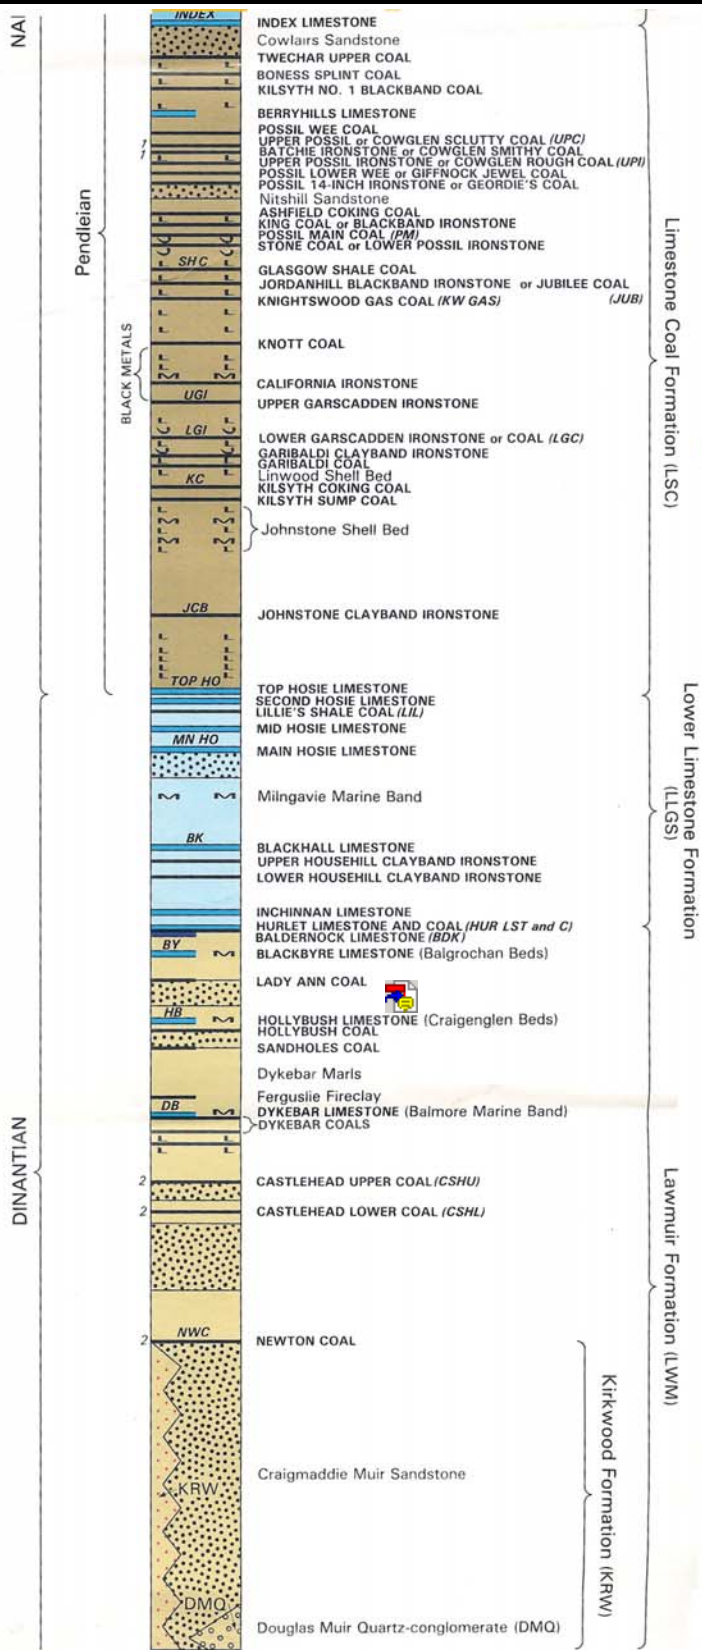 INDEX
INDEX LIMESTONE
NAI
Cowlairs Sandstone
TWECHAR UPPER COAL
BONESS SPLINT COAL
KILSYTH NO. 1 BLACKBAND COAL
BERRYHILLS LIMESTONE
POSSIL WEE COAL
1 UPPER POSSIL or COWGLEN SCLUTTY COAL (UPC)
1 BATCHIE IRONSTONE or COWGLEN SMITHY COAL
UPPER POSSIL IRONSTONE or COWGLEN ROUGH COAL (UPI)
POSSIL LOWER WEE or GIFFNOCK JEWEL COAL
POSSIL 14-INCH IRONSTONE or GEORDIE'S COAL
Nitshill Sandstone
ASHFIELD COKING COAL
KING COAL or BLACKBAND IRONSTONE
POSSIL MAIN COAL (PM)
STONE COAL or LOWER POSSIL IRONSTONE
SHC
GLASGOW SHALE COAL
JORDANHILL BLACKBAND IRONSTONE or JUBILEE COAL
(JUB)
KNIGHTSWOOD GAS COAL (KW GAS)
Pendleian
Limestone Coal Formation (LSC)
KNOTT COAL
BLACK METALS
CALIFORNIA IRONSTONE
UGI
UPPER GARSCADDEN IRONSTONE
LGI
LOWER GARSCADDEN IRONSTONE or COAL (LGC)
GARIBALDI CLAYBAND IRONSTONE
GARIBALDI COAL
Linwood Shell Bed
KC
KILSYTH COKING COAL
KILSYTH SUMP COAL
Johnstone Shell Bed
JCB
JOHNSTONE CLAYBAND IRONSTONE
TOP HO
TOP HOSIE LIMESTONE
SECOND HOSIE LIMESTONE
LILLIE'S SHALE COAL (LIL)
MID HOSIE LIMESTONE
MN HO
MAIN HOSIE LIMESTONE
Lower Limestone Formation
(LLGS)
Milngavie Marine Band
BK
BLACKHALL LIMESTONE
UPPER HOUSEHILL CLAYBAND IRONSTONE
LOWER HOUSEHILL CLAYBAND IRONSTONE
INCHINNAN LIMESTONE
HURLET LIMESTONE AND COAL (HUR LST and C)
BALDERNOCK LIMESTONE (BDK)
BY
BLACKBYRE LIMESTONE (Balgrochan Beds)
LADY ANN COAL
HB
HOLLYBUSH LIMESTONE (Craigenglen Beds)
HOLLYBUSH COAL
SANDHOLES COAL
Dykebar Marls
Ferguslie Fireclay
DB
DYKEBAR LIMESTONE (Balmore Marine Band)
DYKEBAR COALS
DINANTIAN
2 CASTLEHEAD UPPER COAL (CSHU)
2 CASTLEHEAD LOWER COAL (CSHL)
Lawmuir Formation (LWM)
NWC
2 NEWTON COAL
Kirkwood Formation (KRW)
Craigmaddie Muir Sandstone
KRW
DMQ
Douglas Muir Quartz-conglomerate (DMQ)